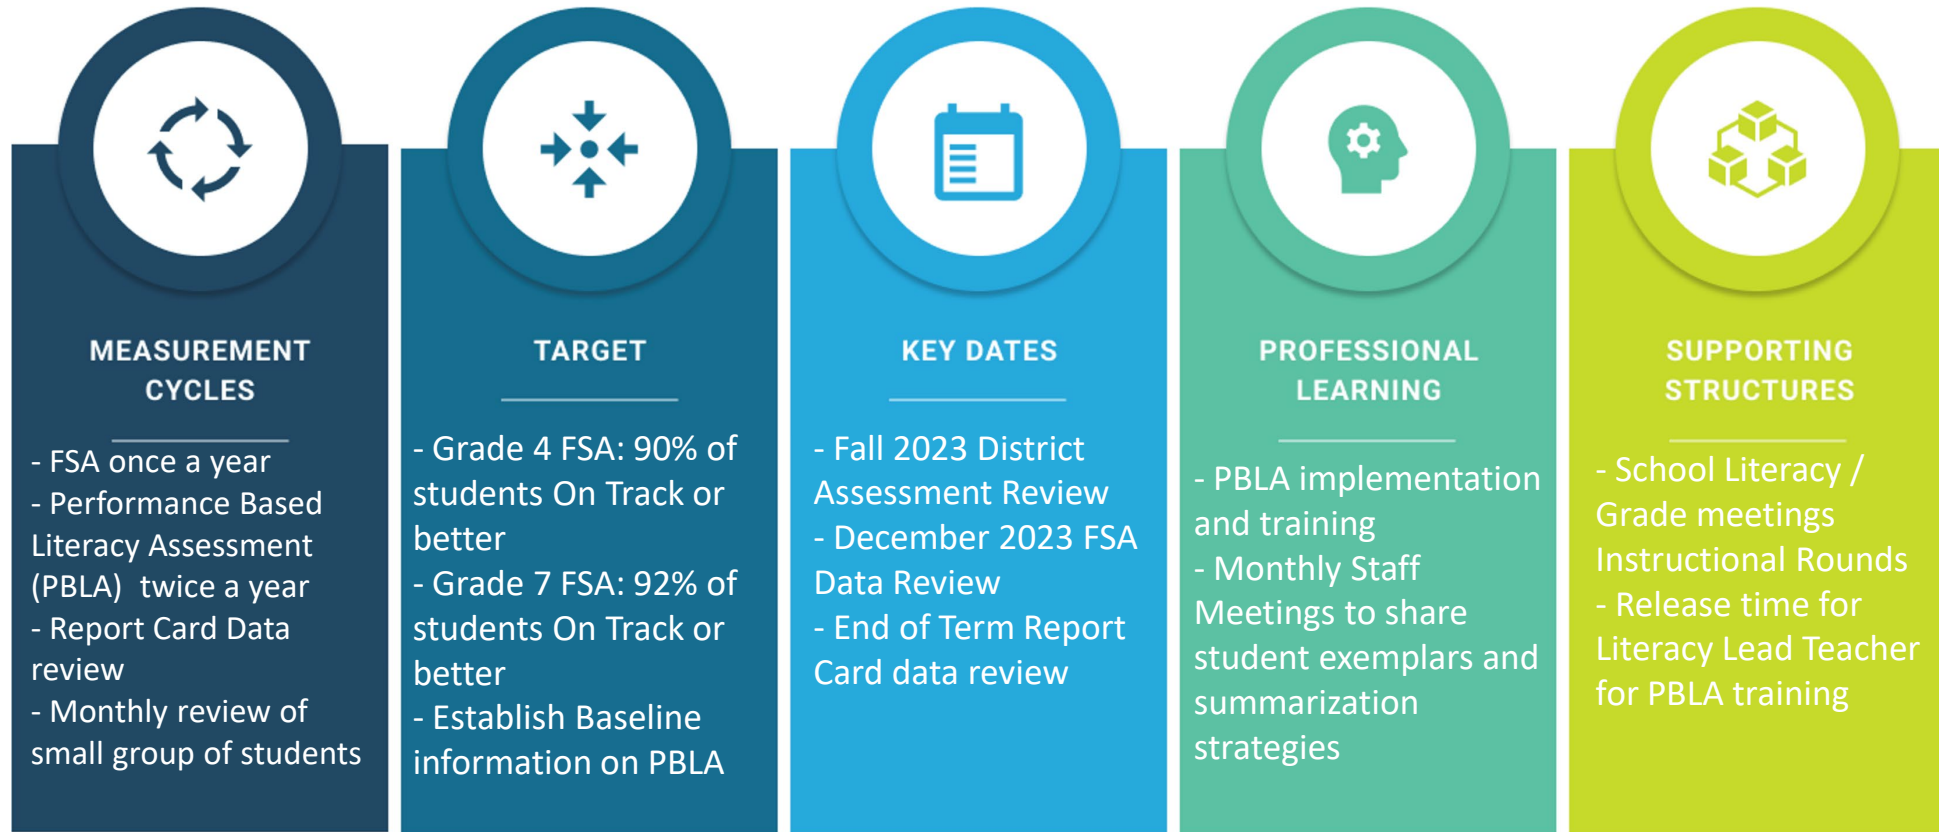 MEASUREMENT
CYCLES
- FSA once a year
- Performance Based
Literacy Assessment
(PBLA)  twice a year
- Report Card Data
review
- Monthly review of
small group of students
TARGET
- Grade 4 FSA: 90% of
students On Track or
better
- Grade 7 FSA: 92% of
students On Track or
better
- Establish Baseline
information on PBLA
KEY DATES
- Fall 2023 District
Assessment Review
- December 2023 FSA
Data Review
- End of Term Report
Card data review
PROFESSIONAL
LEARNING
- PBLA implementation
and training
- Monthly Staff
Meetings to share
student exemplars and
summarization
strategies
SUPPORTING
STRUCTURES
- School Literacy /
Grade meetings
Instructional Rounds
- Release time for
Literacy Lead Teacher
for PBLA training